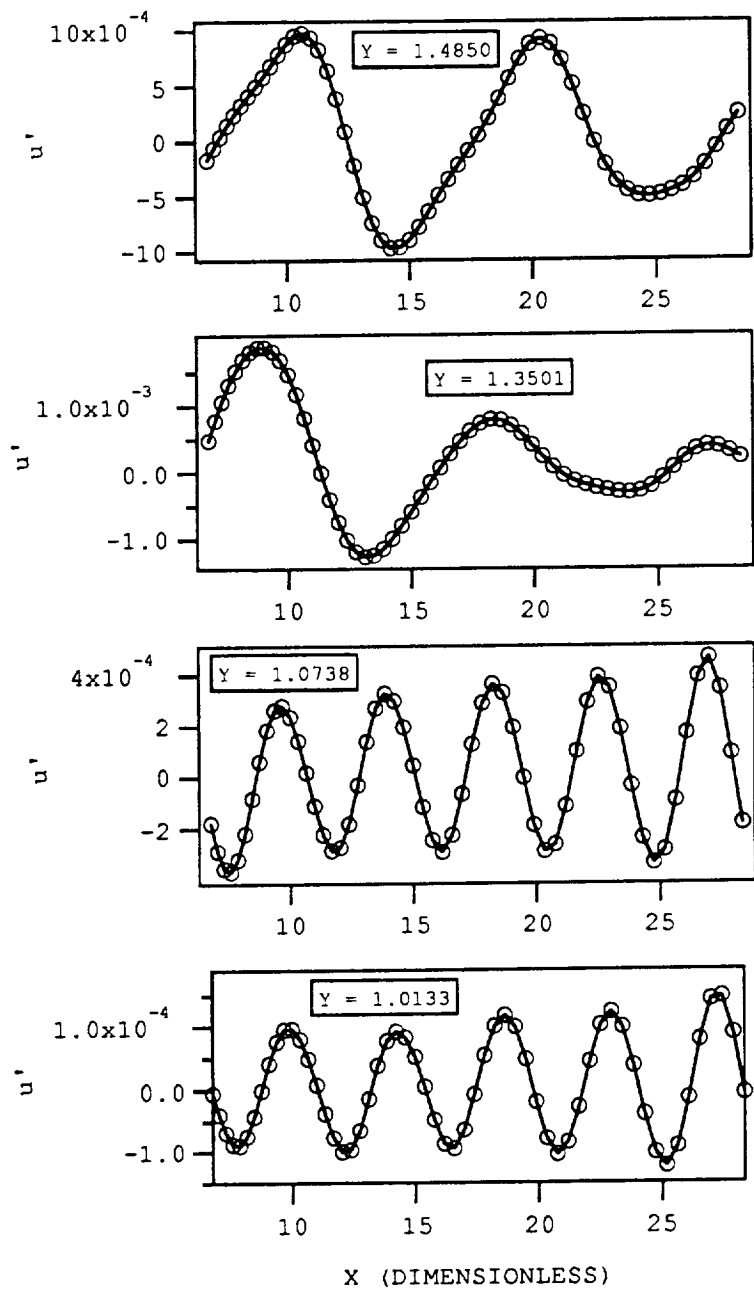 10x10-4
Y = 1.4850
5
u'
0
-5
-10
10 15 20 25
Y = 1.3501
1.0x10-3
u'
0.0
-1.0
10 15 20 25
4x10-4
Y = 1.0738
2
u'
0
-2
10 15 20 25
Y = 1.0133
1.0x10-4
u'
0.0
-1.0
10 15 20 25
X (DIMENSIONLESS)